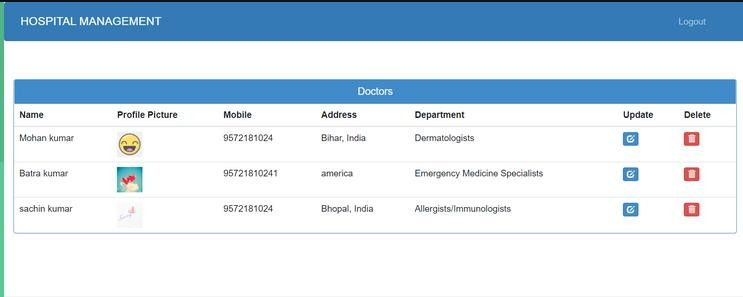 HOSPITAL MANAGEMENT Logout
Doctors
Name Profile Picture Mobile Address Department Update Delete
Mohan kumar 9572181024 Bihar, India Dermatologists
Batra kumar 95721810241 america Emergency Medicine Specialists
sachin kumar 9572181024 Bhopal, India Allergists/Immunologists